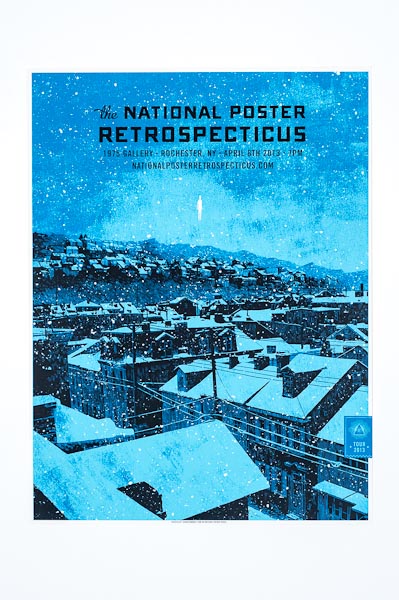 the NATIONAL POSTER
RETROSPECTICUS
1975 GALLERY - ROCHESTER, NY - APRIL 6TH 2013 - 7PM
NATIONALPOSTERRETROSPECTICUS.COM
TOUR
2013